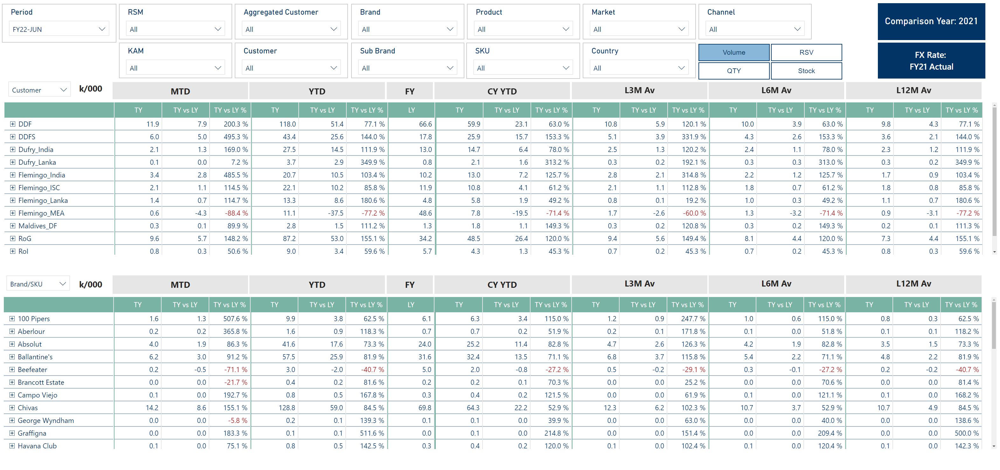 Period RSM Aggregated Customer Brand Product Market Channel
FY22-JUN All All All All All All
Comparison Year: 2021
KAM Customer Sub Brand SKU Country
All All All All All
Volume RSV
QTY Stock
FX Rate:
FY21 Actual
Customer k/000 MTD YTD FY CY YTD L3M Av L6M Av L12M Av
TY TY vs LY TY vs LY % TY TY vs LY TY vs LY % LY TY TY vs LY TY vs LY % TY TY vs LY TY vs LY % TY TY vs LY TY vs LY % TY TY vs LY TY vs LY %
DDF 11.9 7.9 200.3 % 118.0 51.4 77.1 % 66.6 59.9 23.1 63.0 % 10.8 5.9 120.1 % 10.0 3.9 63.0 % 9.8 4.3 77.1 %
DDFS 6.0 5.0 495.3 % 43.4 25.6 144.0 % 17.8 25.9 15.7 153.3 % 5.1 3.9 331.9 % 4.3 2.6 153.3 % 3.6 2.1 144.0 %
Dufry_India 2.1 1.3 169.0 % 27.5 14.5 111.9 % 13.0 14.7 6.4 78.0 % 2.5 1.3 120.2 % 2.4 1.1 78.0 % 2.3 1.2 111.9 %
Dufry_Lanka 0.1 0.0 7.2 % 3.7 2.9 349.9 % 0.8 2.1 1.6 313.2 % 0.3 0.2 192.1 % 0.3 0.3 313.0 % 0.3 0.2 349.9 %
Flemingo_India 3.4 2.8 485.5 % 20.7 10.5 103.4 % 10.2 13.0 7.2 125.7 % 2.8 2.1 314.8 % 2.2 1.2 125.7 % 1.7 0.9 103.4 %
Flemingo_ISC 2.1 1.1 114.5 % 22.1 10.2 85.8 % 11.9 10.8 4.1 61.2 % 2.1 1.1 112.8 % 1.8 0.7 61.2 % 1.8 0.8 85.8 %
Flemingo_Lanka 1.4 0.7 114.7 % 13.3 8.6 180.6 % 4.8 5.8 1.9 49.2 % 0.8 0.1 19.2 % 1.0 0.3 49.2 % 1.1 0.7 180.6 %
Flemingo_MEA 0.6 -4.3 -88.4 % 11.1 -37.5 -77.2 % 48.6 7.8 -19.5 -71.4 % 1.7 -2.6 -60.0 % 1.3 -3.2 -71.4 % 0.9 -3.1 -77.2 %
Maldives_DF 0.3 0.1 89.9 % 2.8 1.5 111.2 % 1.3 1.8 1.1 149.3 % 0.3 0.2 120.8 % 0.3 0.2 149.3 % 0.2 0.1 111.3 %
RoG 9.6 5.7 148.2 % 87.2 53.0 155.1 % 34.2 48.5 26.4 120.0 % 9.4 5.6 149.4 % 8.1 4.4 120.0 % 7.3 4.4 155.1 %
RoI 0.8 0.3 50.6 % 9.0 3.4 59.6 % 5.7 4.3 1.3 45.3 % 0.7 0.2 45.3 % 0.7 0.2 45.3 % 0.8 0.3 59.6 %
Brand/SKU k/000 MTD YTD FY CY YTD L3M Av L6M Av L12M Av
TY TY vs LY TY vs LY % TY TY vs LY TY vs LY % LY TY TY vs LY TY vs LY % TY TY vs LY TY vs LY % TY TY vs LY TY vs LY % TY TY vs LY TY vs LY %
100 Pipers 1.6 1.3 507.6 % 9.9 3.8 62.5 % 6.1 6.3 3.4 115.0 % 1.2 0.9 247.7 % 1.0 0.6 115.0 % 0.8 0.3 62.5 %
Aberlour 0.2 0.2 365.8 % 1.6 0.9 118.3 % 0.7 0.7 0.2 51.9 % 0.2 0.1 171.8 % 0.1 0.0 51.8 % 0.1 0.1 118.2 %
Absolut 4.0 1.9 86.3 % 41.6 17.6 73.3 % 24.0 25.2 11.4 82.8 % 4.7 2.6 126.3 % 4.2 1.9 82.8 % 3.5 1.5 73.3 %
Ballantine's 6.2 3.0 91.2 % 57.5 25.9 81.9 % 31.6 32.4 13.5 71.1 % 6.8 3.7 115.8 % 5.4 2.2 71.1 % 4.8 2.2 81.9 %
Beefeater 0.2 -0.5 -71.1 % 3.0 -2.0 -40.7 % 5.0 2.0 -0.8 -27.2 % 0.5 -0.2 -29.1 % 0.3 -0.1 -27.2 % 0.2 -0.2 -40.7 %
Brancott Estate 0.0 0.0 -21.7 % 0.4 0.2 81.6 % 0.2 0.2 0.1 70.3 % 0.0 0.0 25.2 % 0.0 0.0 70.6 % 0.0 0.0 81.4 %
Campo Viejo 0.1 0.0 192.7 % 0.8 0.5 167.8 % 0.3 0.4 0.2 121.5 % 0.0 0.0 61.9 % 0.1 0.0 121.1 % 0.1 0.0 168.2 %
Chivas 14.2 8.6 155.1 % 128.8 59.0 84.5 % 69.8 64.3 22.2 52.9 % 12.3 6.2 102.3 % 10.7 3.7 52.9 % 10.7 4.9 84.5 %
George Wyndham 0.0 0.0 -5.8 % 0.2 0.1 139.3 % 0.1 0.1 0.0 39.9 % 0.0 0.0 63.0 % 0.0 0.0 40.0 % 0.0 0.0 138.6 %
Graffigna 0.0 0.0 183.3 % 0.1 0.1 511.6 % 0.0 0.1 0.0 214.8 % 0.0 0.0 151.4 % 0.0 0.0 209.4 % 0.0 0.0 500.0 %
Havana Club 0.1 0.0 75.1 % 0.8 0.5 142.5 % 0.3 0.4 0.2 120.0 % 0.1 0.0 102.4 % 0.1 0.0 120.4 % 0.1 0.0 142.3 %